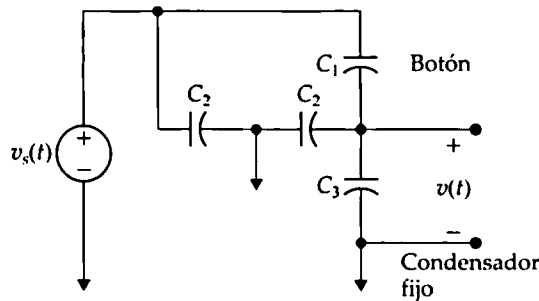 C₁
Botón
C₂
C₂
+
−
vₛ(t)
+
C₃
v(t)
−
Condensador
fijo